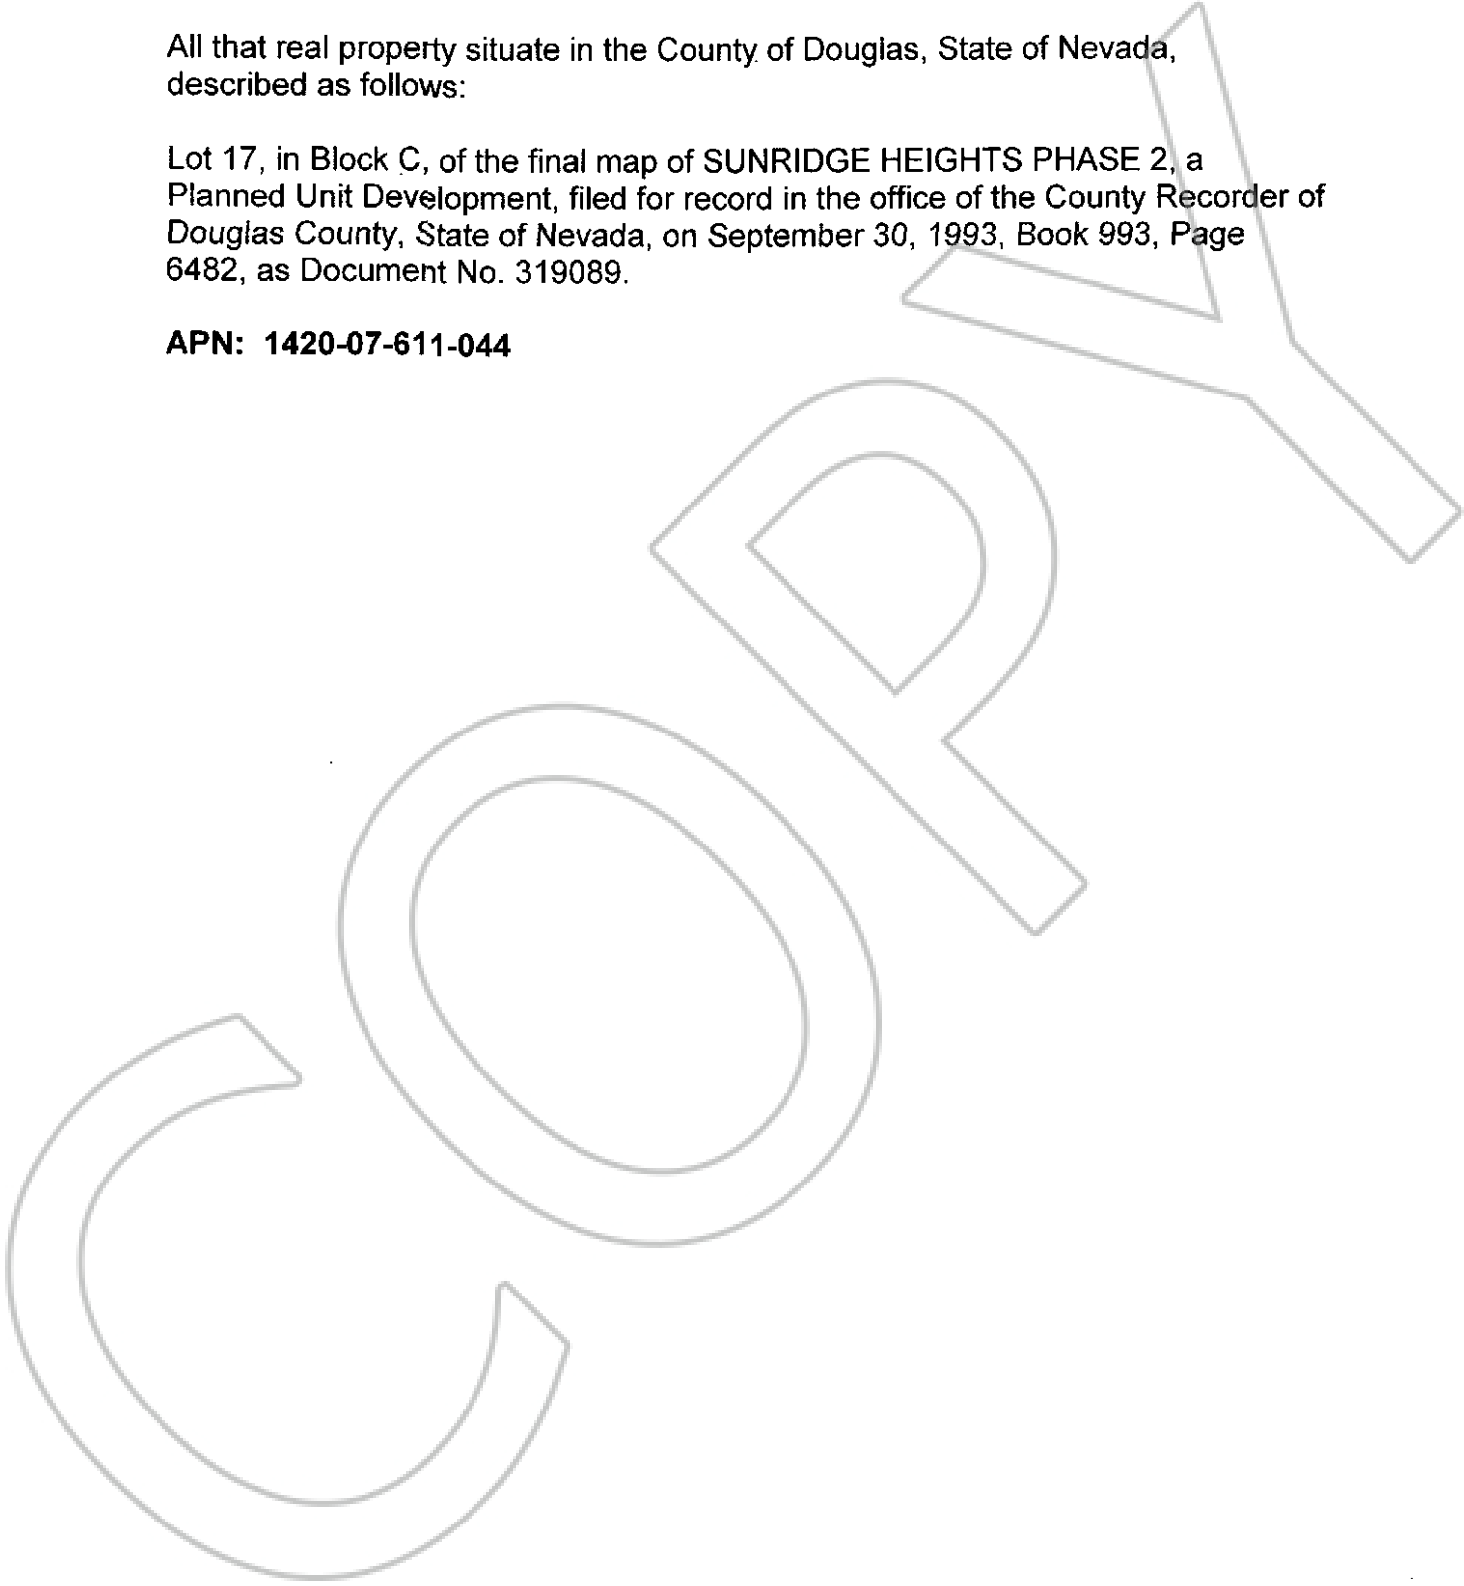 All that real property situate in the County of Douglas, State of Nevada,
described as follows:
Lot 17, in Block C, of the final map of SUNRIDGE HEIGHTS PHASE 2, a
Planned Unit Development, filed for record in the office of the County Recorder of
Douglas County, State of Nevada, on September 30, 1993, Book 993, Page
6482, as Document No. 319089.
APN: 1420-07-611-044
COPY